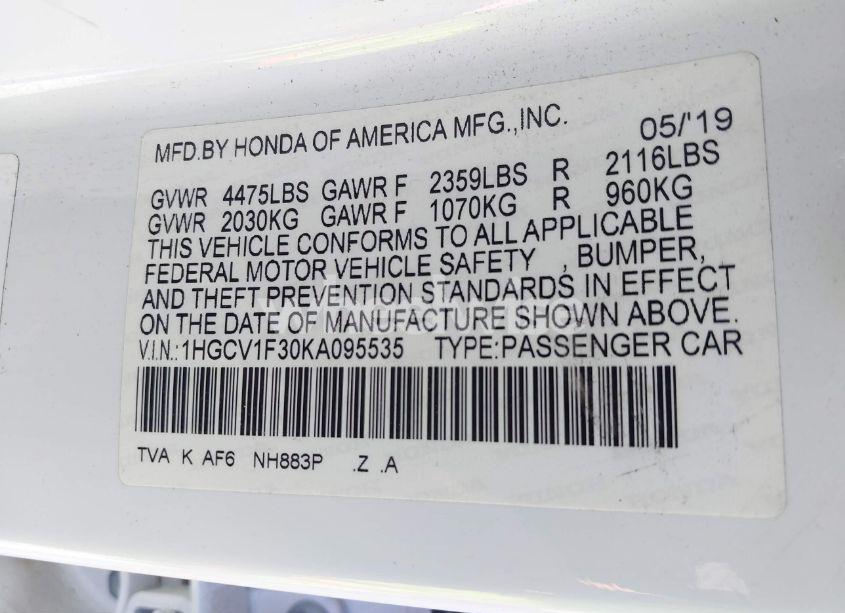 MFD.BY HONDA OF AMERICA MFG.,INC. 05/'19
GVWR 4475LBS GAWR F 2359LBS R 2116LBS
GVWR 2030KG GAWR F 1070KG R 960KG
THIS VEHICLE CONFORMS TO ALL APPLICABLE
FEDERAL MOTOR VEHICLE SAFETY , BUMPER,
AND THEFT PREVENTION STANDARDS IN EFFECT
ON THE DATE OF MANUFACTURE SHOWN ABOVE.
V.I.N.:1HGCV1F30KA095535 TYPE:PASSENGER CAR
TVA K AF6 NH883P .Z .A